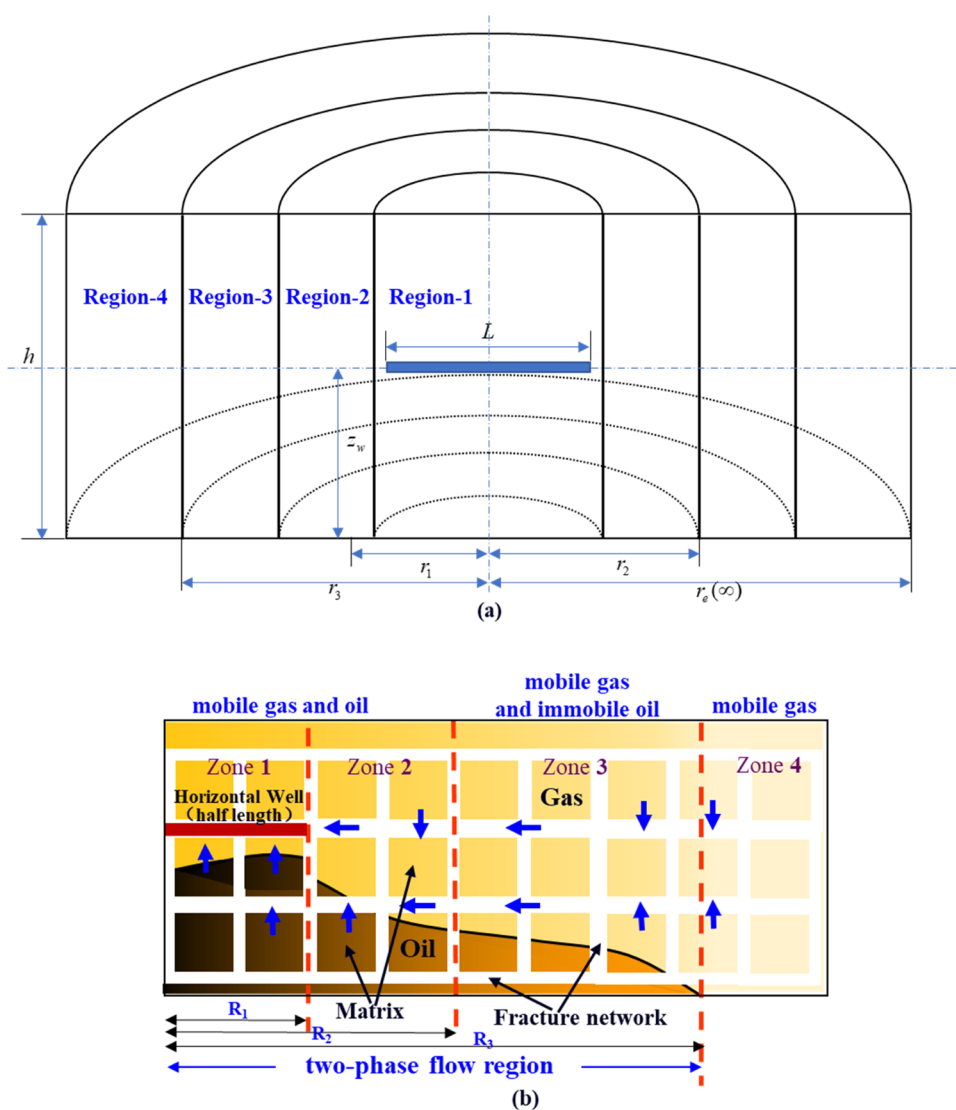 Region-4
Region-3
Region-2
Region-1
L
h
z_w
r_1
r_2
r_3
r_e(∞)
(a)
mobile gas and oil
mobile gas
and immobile oil
mobile gas
Zone 1
Zone 2
Zone 3
Zone 4
Horizontal Well
(half length）
Gas
Oil
Matrix
Fracture network
R_1
R_2
R_3
two-phase flow region
(b)